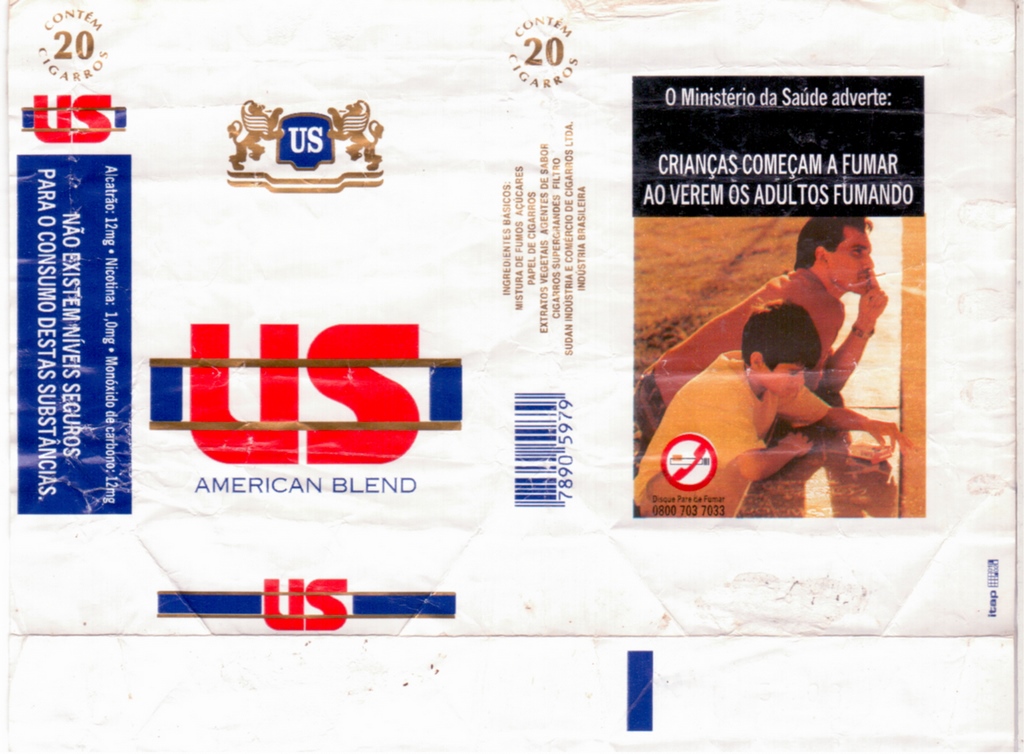 CONTÉM
20
CIGARROS
US
Alcatrão: 12mg • Nicotina: 1,0mg • Monóxido de carbono: 12mg
NÃO EXISTEM NÍVEIS SEGUROS
PARA O CONSUMO DESTAS SUBSTÂNCIAS.
US
US
AMERICAN BLEND
US
CONTÉM
20
CIGARROS
INGREDIENTES BÁSICOS:
MISTURA DE FUMOS AÇÚCARES
PAPEL DE CIGARROS
EXTRATOS VEGETAIS AGENTES DE SABOR
CIGARROS SUPERGRANDES FILTRO
SUDAN INDÚSTRIA E COMÉRCIO DE CIGARROS LTDA.
INDÚSTRIA BRASILEIRA
78905979
O Ministério da Saúde adverte:
CRIANÇAS COMEÇAM A FUMAR
AO VEREM OS ADULTOS FUMANDO
Disque Pare de Fumar
0800 703 7033
itap